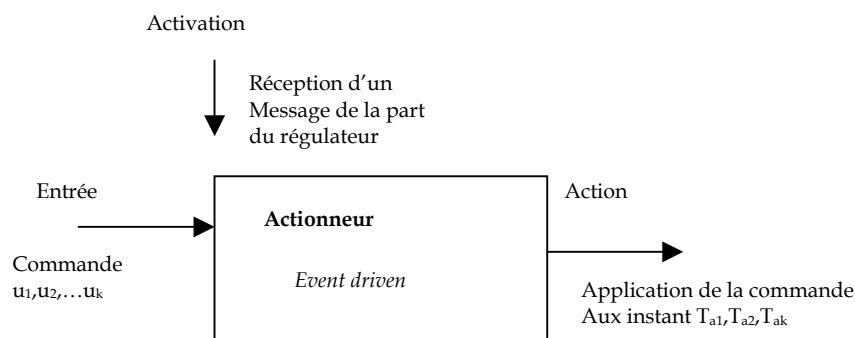 Activation
Réception d'un
Message de la part
du régulateur
Entrée
Actionneur
Action
Commande
u1,u2,…uk
Event driven
Application de la commande
Aux instant Ta1,Ta2,Tak